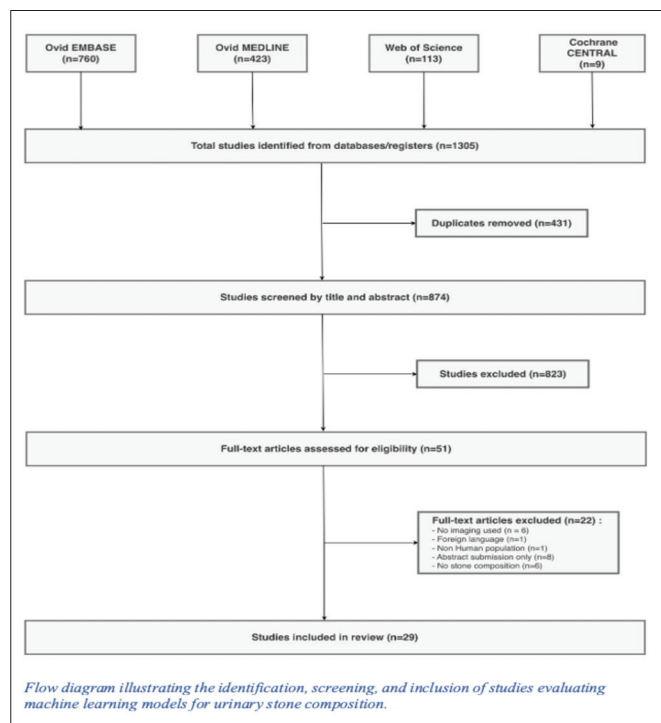 Ovid EMBASE
(n=760)
Ovid MEDLINE
(n=423)
Web of Science
(n=113)
Cochrane
CENTRAL
(n=9)
Total studies identified from databases/registers (n=1305)
Duplicates removed (n=431)
Studies screened by title and abstract (n=874)
Studies excluded (n=823)
Full-text articles assessed for eligibility (n=51)
Full-text articles excluded (n=22) :
- No imaging used (n = 6)
- Foreign language (n=1)
- Non Human population (n=1)
- Abstract submission only (n=8)
- No stone composition (n=6)
Studies included in review (n=29)
Flow diagram illustrating the identification, screening, and inclusion of studies evaluating
machine learning models for urinary stone composition.